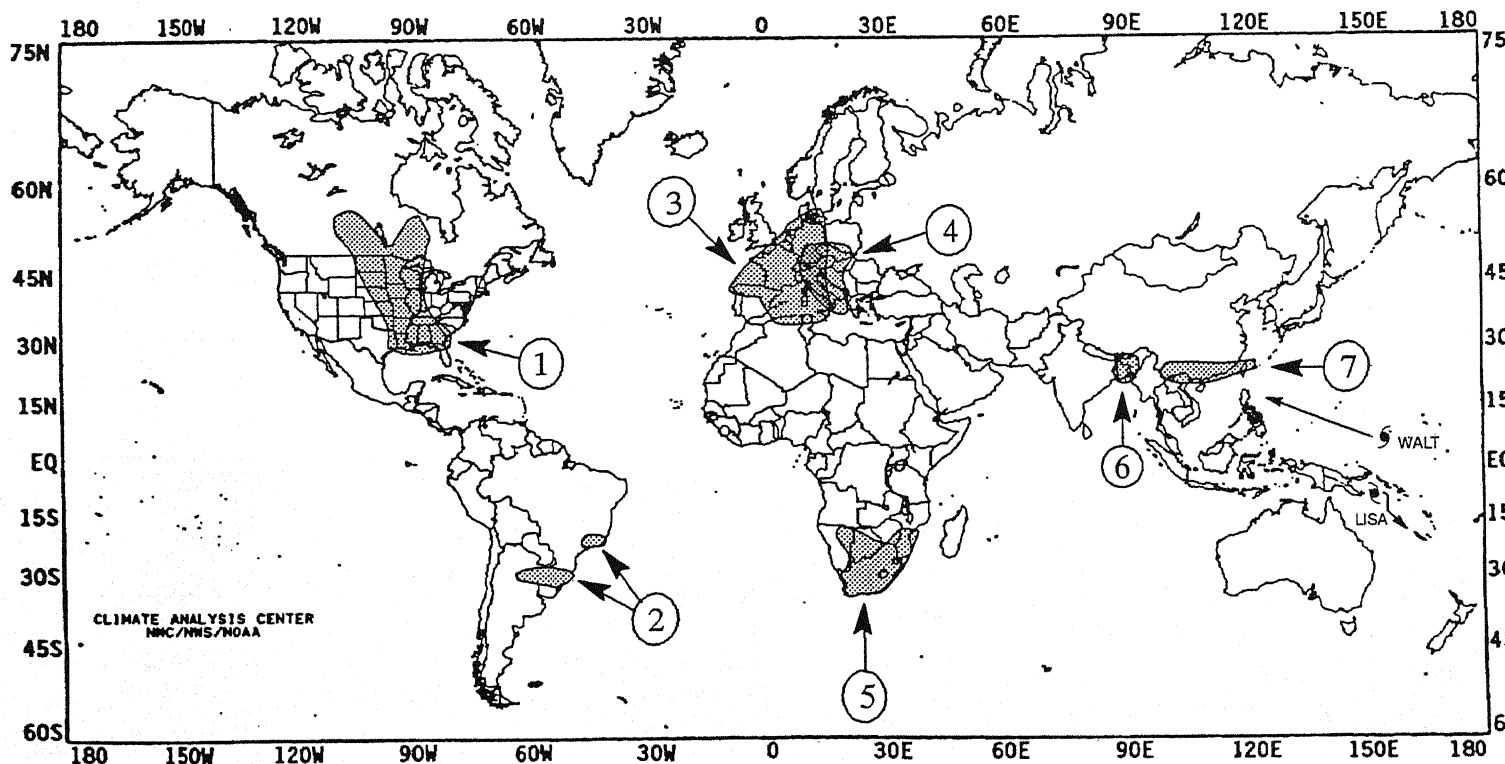 180 150W 120W 90W 60W 30W 0 30E 60E 90E 120E 150E 180
75N 75
60N 60
3
4
45N 45
30N 30
1
7
15N 15
WALT
6
EQ EQ
15S 15
LISA
30S 30
2
CLIMATE ANALYSIS CENTER
NMC/NWS/NOAA
45S 45
5
60S 6
180 150W 120W 90W 60W 30W 0 30E 60E 90E 120E 150E 180